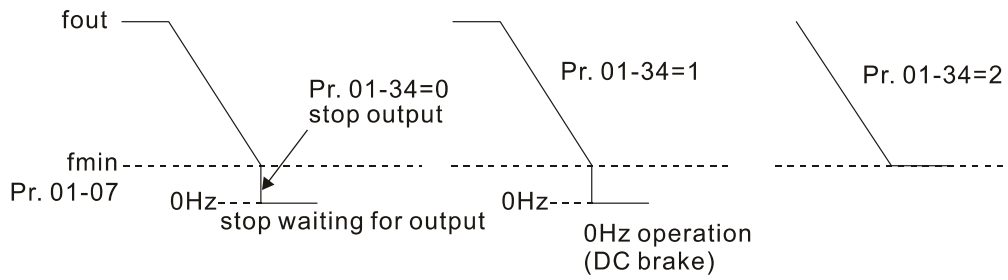 fout
Pr. 01-34=0
stop output
fmin
Pr. 01-07
0Hz
stop waiting for output
Pr. 01-34=1
0Hz
0Hz operation
(DC brake)
Pr. 01-34=2